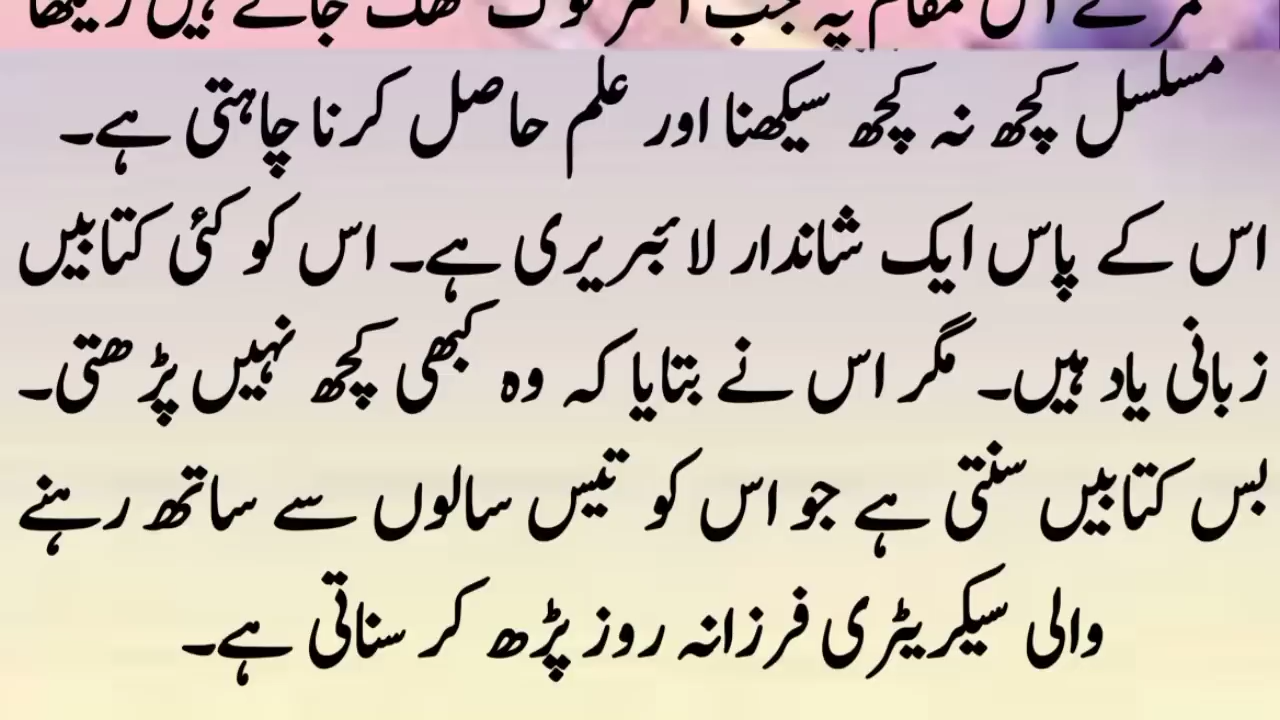 عمر کے اس مقام پہ جب اکثر لوگ تھک جاتے ہیں ریکھا
مسلسل کچھ نہ کچھ سیکھنا اور علم حاصل کرنا چاہتی ہے۔
اس کے پاس ایک شاندار لائبریری ہے۔ اس کو کئی کتابیں
زبانی یاد ہیں۔ مگر اس نے بتایا کہ وہ کبھی کچھ نہیں پڑھتی۔
بس کتابیں سنتی ہے جو اس کو تیس سالوں سے ساتھ رہنے
والی سیکریٹری فرزانہ روز پڑھ کر سناتی ہے۔